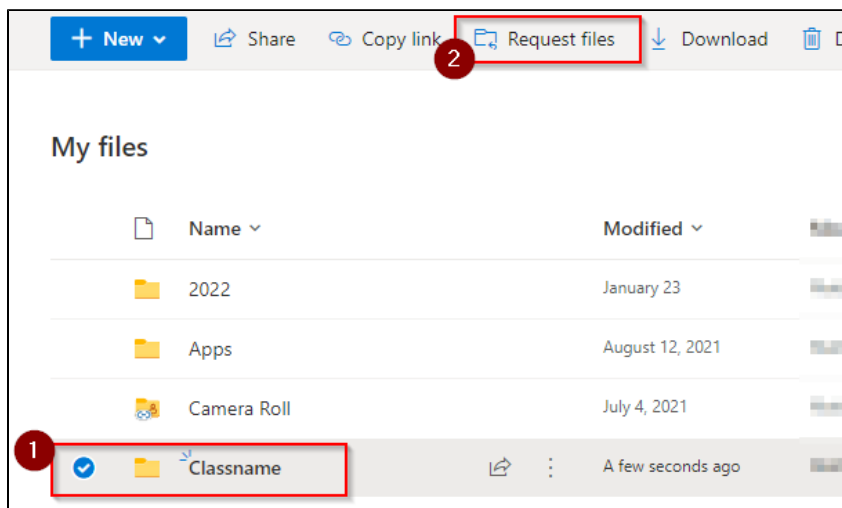 New Share Copy link Request files Download D
2
My files
Name Modified
2022 January 23
Apps August 12, 2021
Camera Roll July 4, 2021
1
Classname A few seconds ago